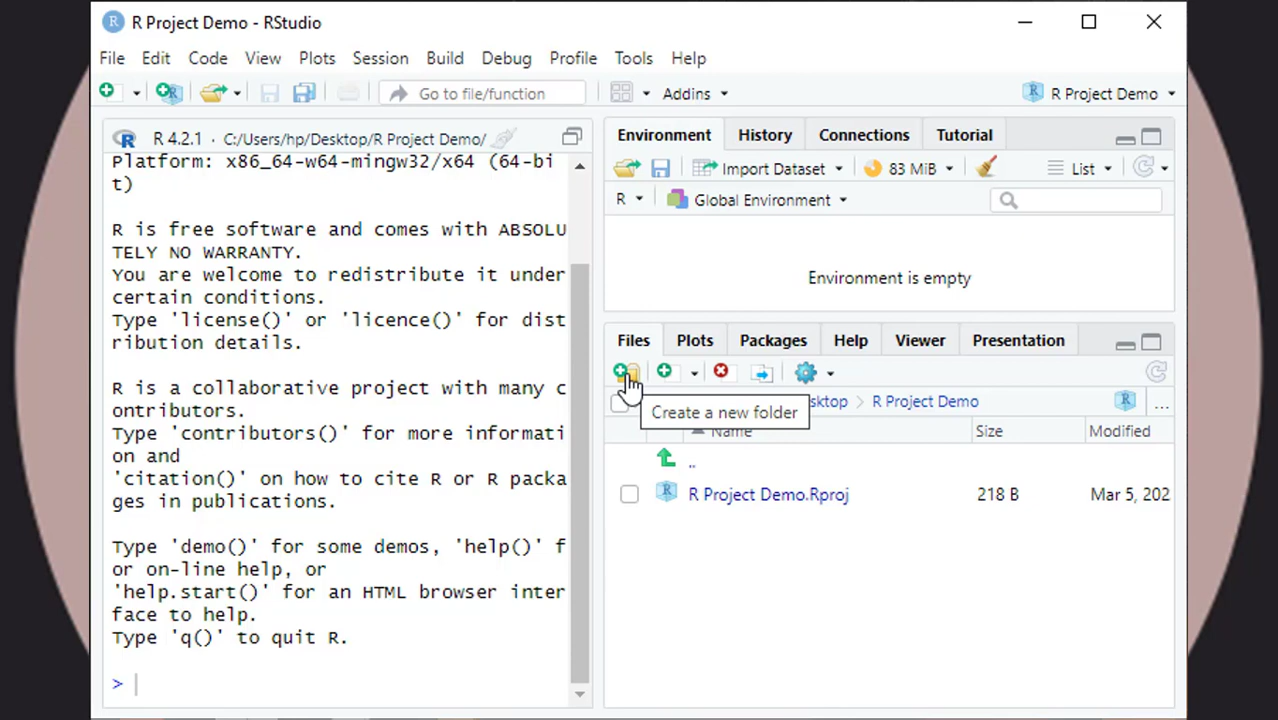 R Project Demo - RStudio
File Edit Code View Plots Session Build Debug Profile Tools Help
Go to file/function Addins R Project Demo
R 4.2.1 · C:/Users/hp/Desktop/R Project Demo/
Platform: x86_64-w64-mingw32/x64 (64-bi
t)
R is free software and comes with ABSOLU
TELY NO WARRANTY.
You are welcome to redistribute it under
certain conditions.
Type 'license()' or 'licence()' for dist
ribution details.
R is a collaborative project with many c
ontributors.
Type 'contributors()' for more informati
on and
'citation()' on how to cite R or R packa
ges in publications.
Type 'demo()' for some demos, 'help()' f
or on-line help, or
'help.start()' for an HTML browser inter
face to help.
Type 'q()' to quit R.
>
Environment History Connections Tutorial
Import Dataset 83 MiB List
R Global Environment
Environment is empty
Files Plots Packages Help Viewer Presentation
Create a new folder
sktop > R Project Demo ...
Name Size Modified
..
R Project Demo.Rproj 218 B Mar 5, 202